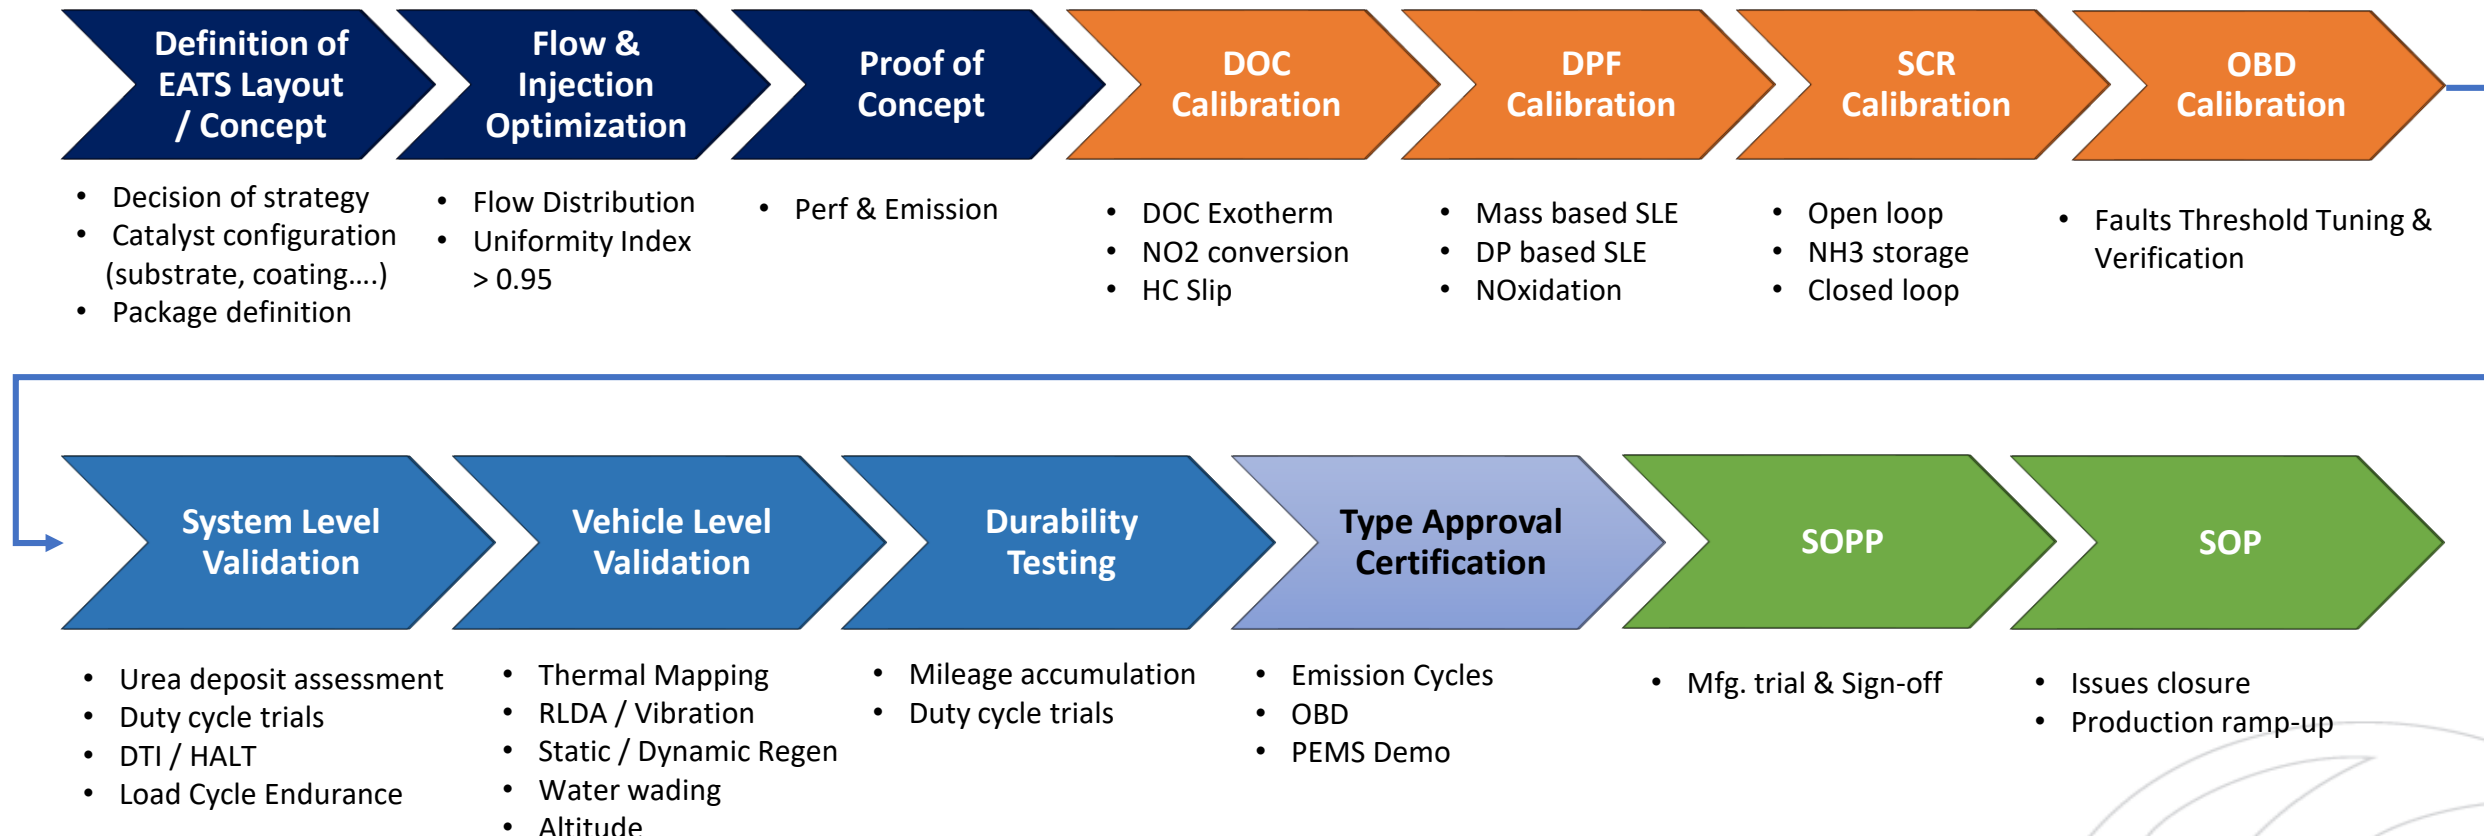 Definition of
EATS Layout
/ Concept
Flow &
Injection
Optimization
Proof of
Concept
DOC
Calibration
DPF
Calibration
SCR
Calibration
OBD
Calibration
• Decision of strategy
• Catalyst configuration
(substrate, coating....)
• Package definition
• Flow Distribution
• Uniformity Index
> 0.95
• Perf & Emission
• DOC Exotherm
• NO2 conversion
• HC Slip
• Mass based SLE
• DP based SLE
• NOxidation
• Open loop
• NH3 storage
• Closed loop
• Faults Threshold Tuning &
Verification
System Level
Validation
Vehicle Level
Validation
Durability
Testing
Type Approval
Certification
SOPP
SOP
• Urea deposit assessment
• Duty cycle trials
• DTI / HALT
• Load Cycle Endurance
• Thermal Mapping
• RLDA / Vibration
• Static / Dynamic Regen
• Water wading
• Altitude
• Mileage accumulation
• Duty cycle trials
• Emission Cycles
• OBD
• PEMS Demo
• Mfg. trial & Sign-off
• Issues closure
• Production ramp-up